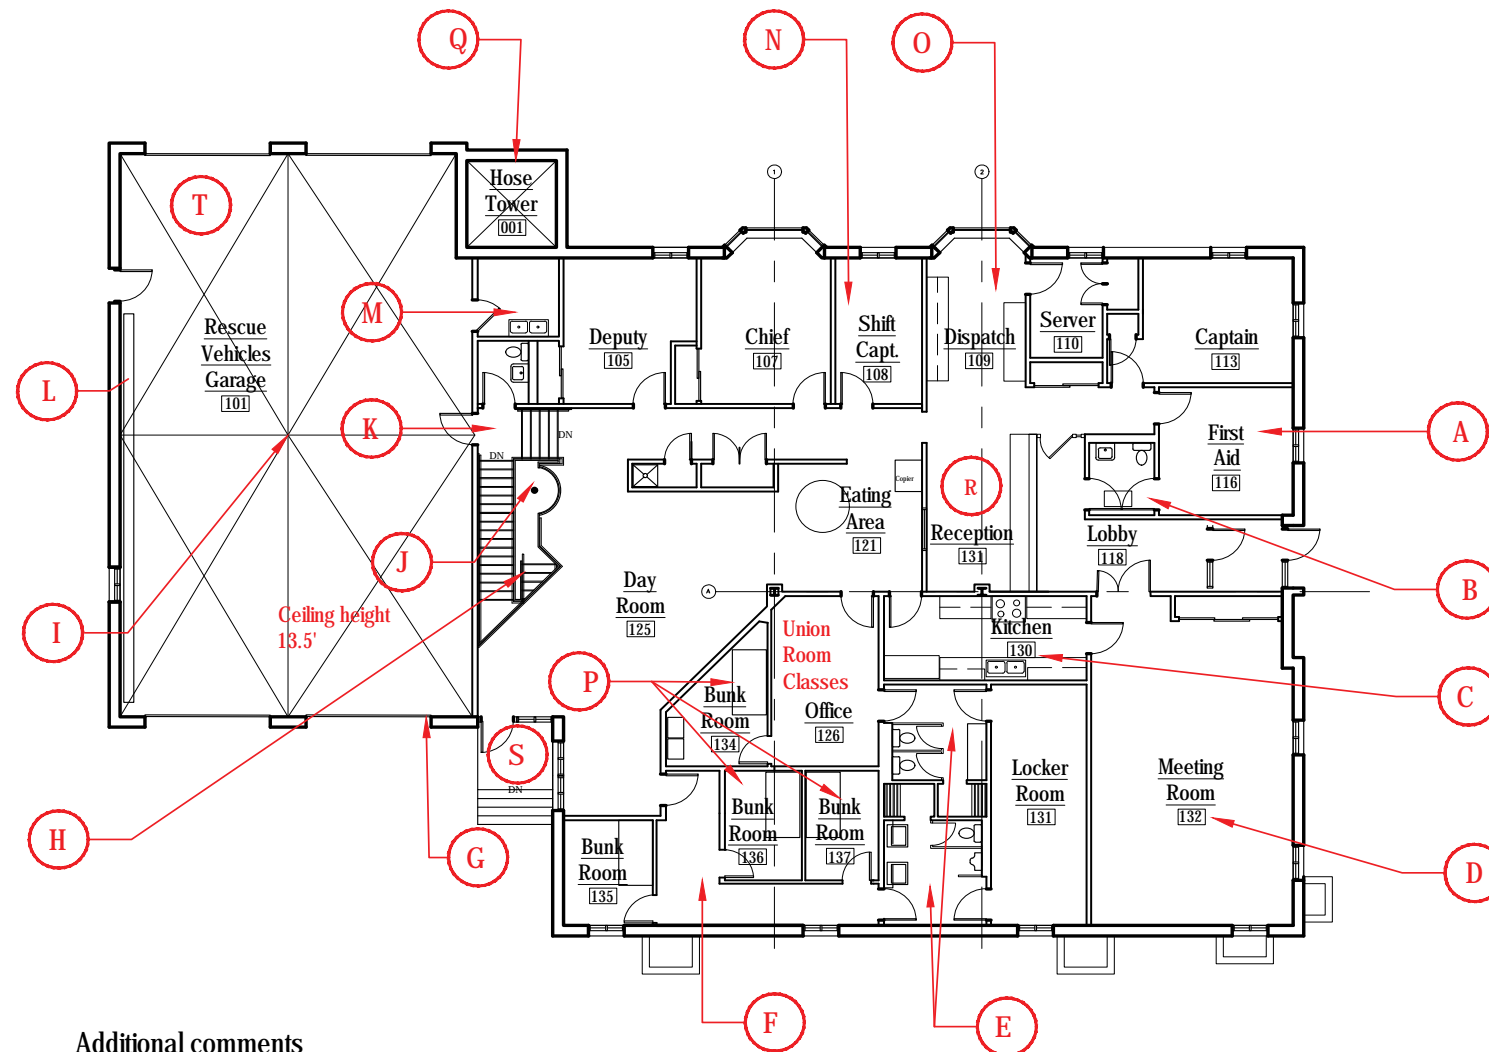 Q
N
O
Hose
Tower
001
1
2
T
M
Rescue
Vehicles
Garage
101
Deputy
105
Chief
107
Shift
Capt.
108
Dispatch
109
Server
110
Captain
113
L
K
DN
DN
A
First
Aid
116
Copier
R
Eating
Area
121
Reception
131
Lobby
118
J
B
I
Ceiling height
13.5'
Day
Room
125
A
Union
Room
Classes
Kitchen
130
P
C
Bunk
Room
134
Office
126
S
DN
Locker
Room
131
Meeting
Room
132
H
G
Bunk
Room
136
Bunk
Room
137
Bunk
Room
135
D
F
E
Additional comments